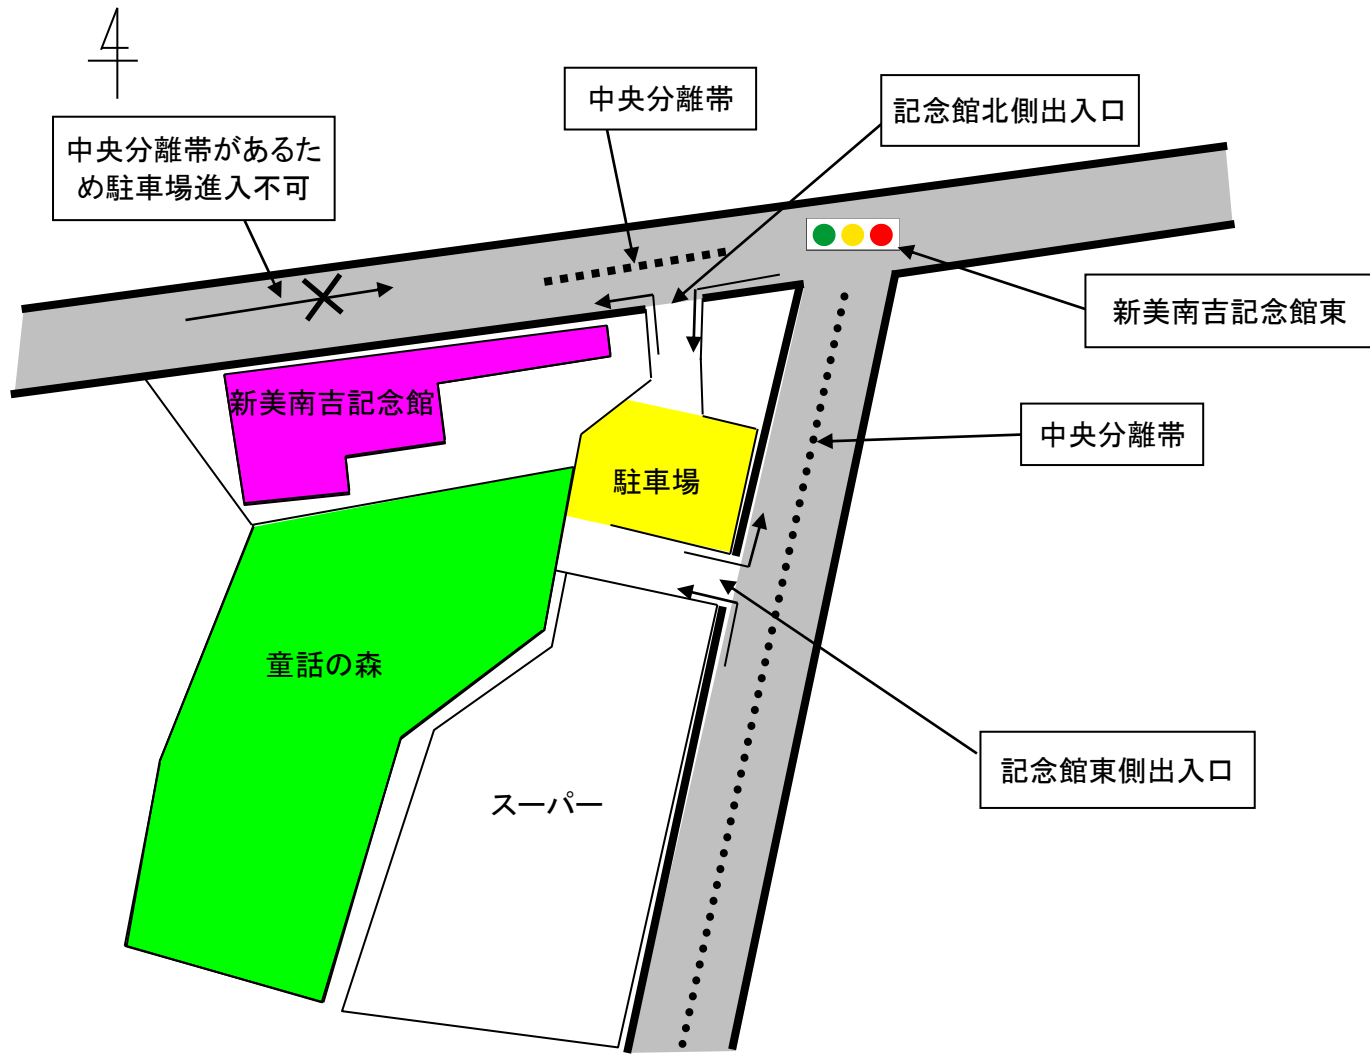 中央分離帯
記念館北側出入口
中央分離帯があるた
め駐車場進入不可
新美南吉記念館東
新美南吉記念館
中央分離帯
駐車場
童話の森
記念館東側出入口
スーパー